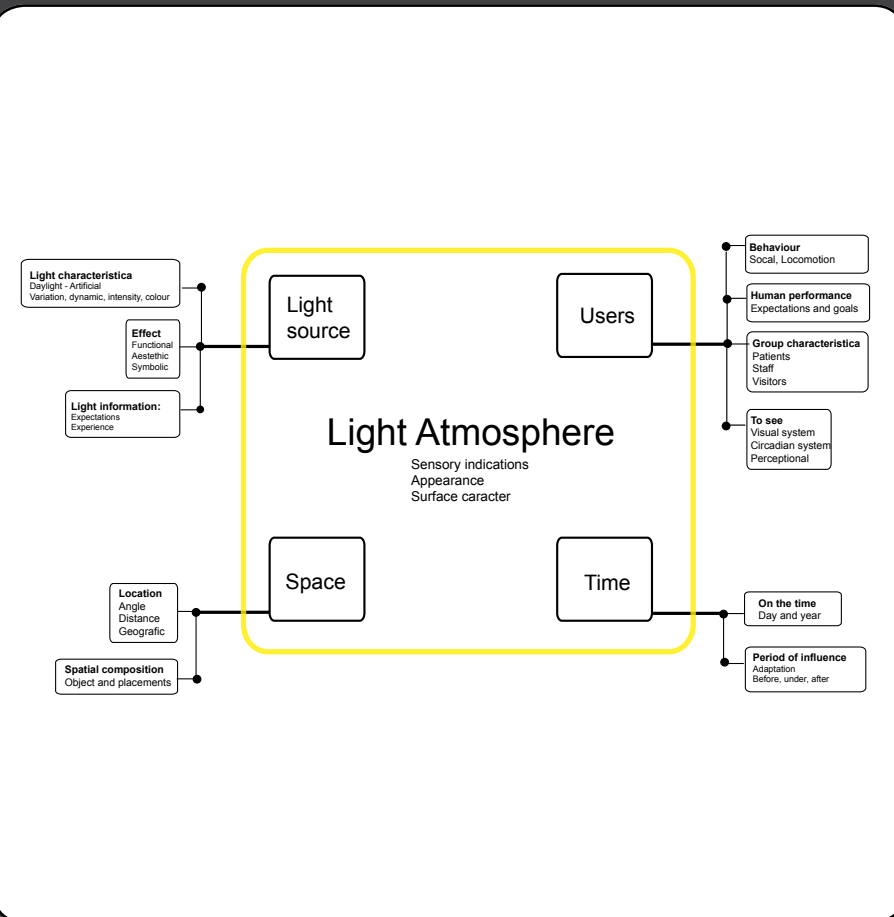 Light characteristica
Daylight - Artificial
Variation, dynamic, intensity, colour
Effect
Functional
Aestethic
Symbolic
Light information:
Expectations
Experience
Light
source
Users
Behaviour
Socal, Locomotion
Human performance
Expectations and goals
Group characteristica
Patients
Staff
Visitors
To see
Visual system
Circadian system
Perceptional
Light Atmosphere
Sensory indications
Appearance
Surface caracter
Space
Location
Angle
Distance
Geografic
Spatial composition
Object and placements
Time
On the time
Day and year
Period of influence
Adaptation
Before, under, after